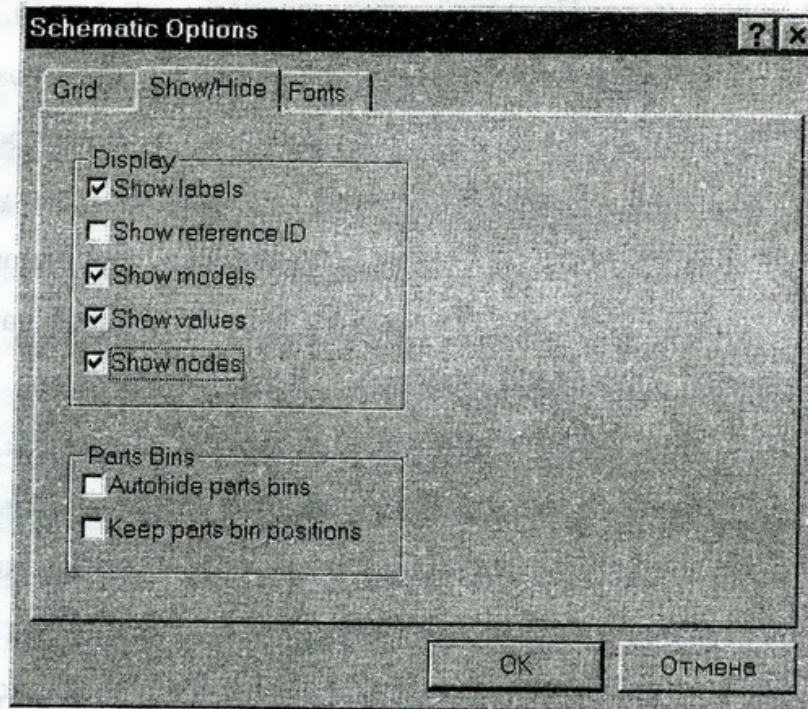 Schematic Options
Grid Show/Hide Fonts
Display
Show labels
Show reference ID
Show models
Show values
Show nodes
Parts Bins
Autohide parts bins
Keep parts bin positions
OK Отмена